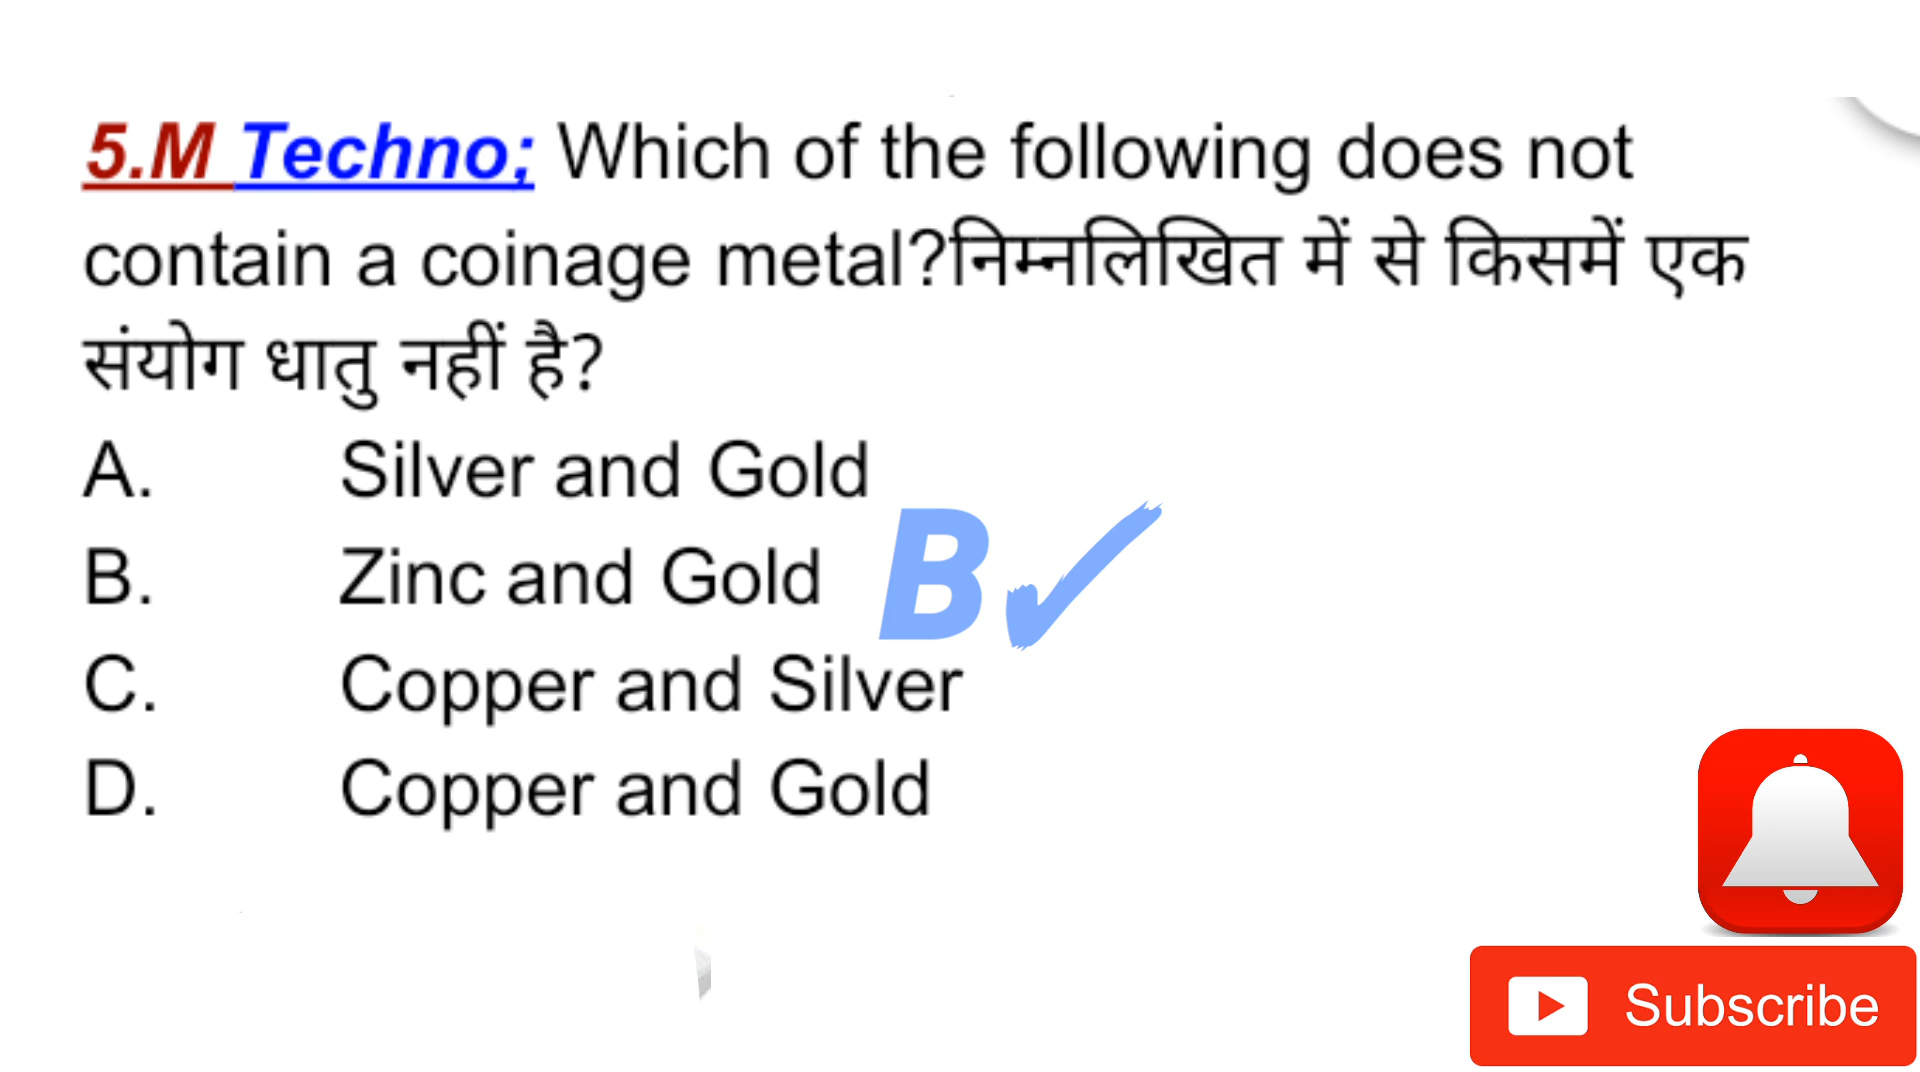 5.M Techno; Which of the following does not
contain a coinage metal?निम्नलिखित में से किसमें एक
संयोग धातु नहीं है?
A. Silver and Gold
B. Zinc and Gold
B✓
C. Copper and Silver
D. Copper and Gold
Subscribe